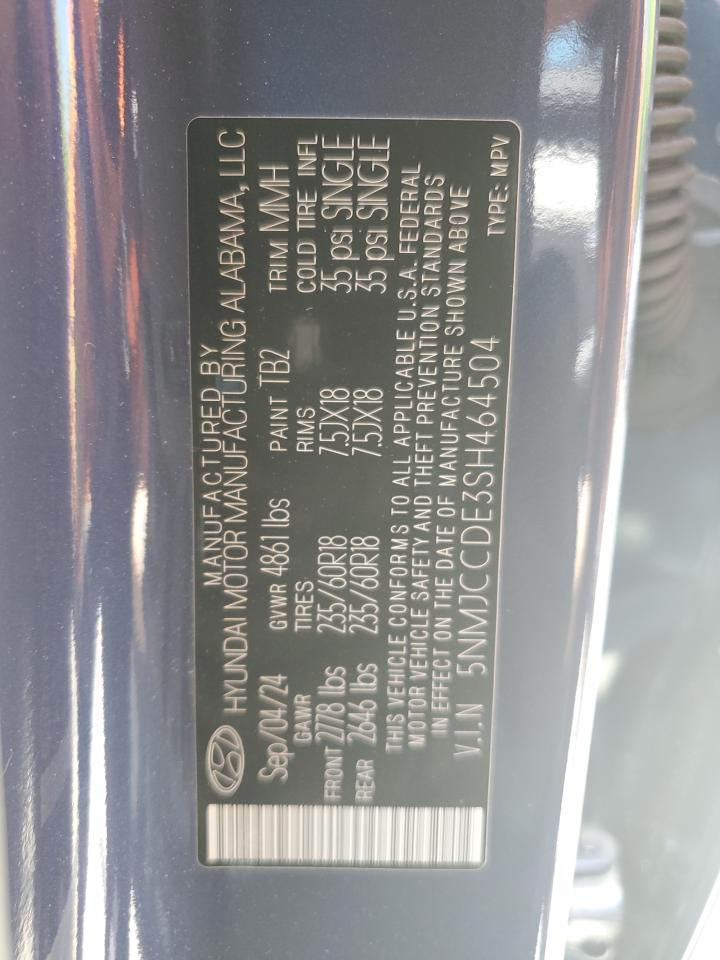 MANUFACTURED BY
HYUNDAI MOTOR MANUFACTURING ALABAMA, LLC
Sep/04/24 GVWR 4861 lbs PAINT TB2 TRIM MMH
GAWR TIRES RIMS COLD TIRE INFL
FRONT 2778 lbs 235/60R18 7.5JX18 35 psi SINGLE
REAR 2646 lbs 235/60R18 7.5JX18 35 psi SINGLE
THIS VEHICLE CONFORMS TO ALL APPLICABLE U.S.A. FEDERAL
MOTOR VEHICLE SAFETY AND THEFT PREVENTION STANDARDS
IN EFFECT ON THE DATE OF MANUFACTURE SHOWN ABOVE
V.I.N 5NMJCCDE3SH464504 TYPE: MPV